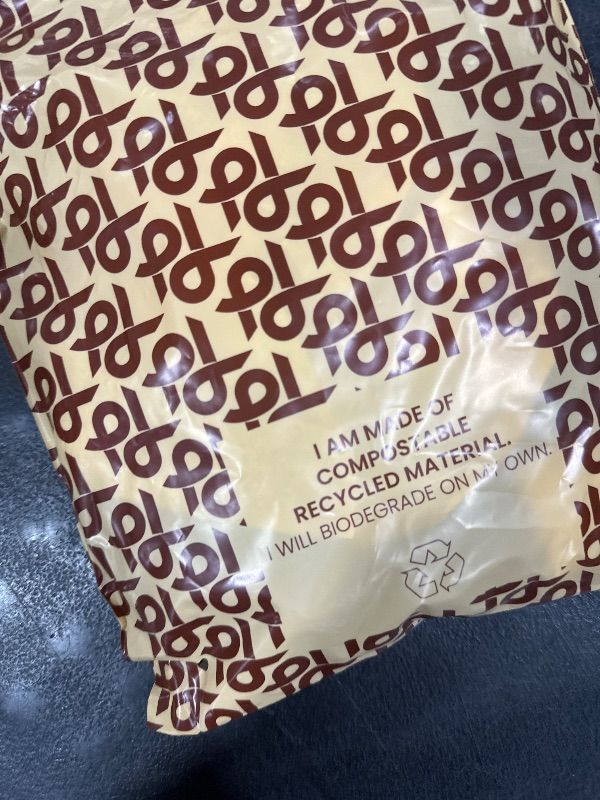 I AM MADE OF
COMPOSTABLE
RECYCLED MATERIAL.
I WILL BIODEGRADE ON MY OWN.